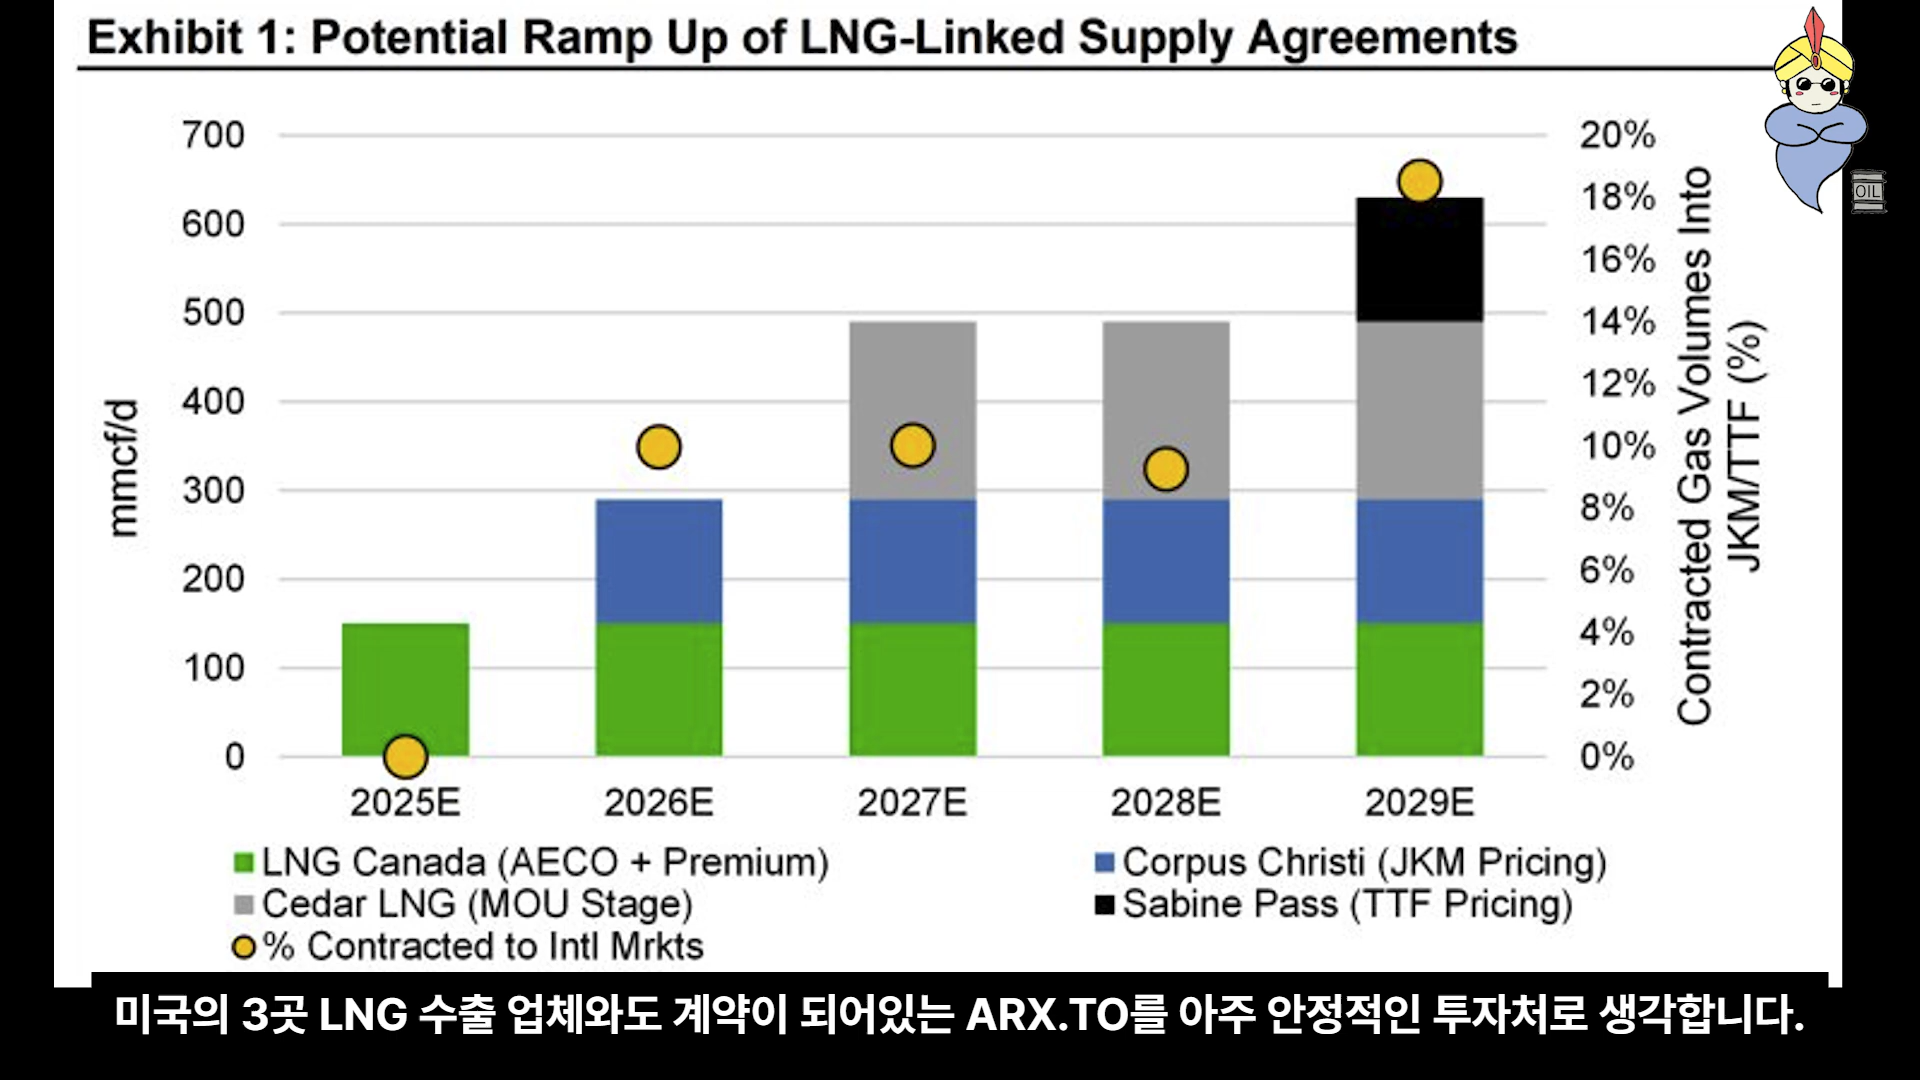 Exhibit 1: Potential Ramp Up of LNG-Linked Supply Agreements
700
600
500
400
300
200
100
0
mmcf/d
20%
18%
16%
14%
12%
10%
8%
6%
4%
2%
0%
Contracted Gas Volumes Into
JKM/TTF (%)
OIL
2025E 2026E 2027E 2028E 2029E
LNG Canada (AECO + Premium) Corpus Christi (JKM Pricing)
Cedar LNG (MOU Stage) Sabine Pass (TTF Pricing)
% Contracted to Intl Mrkts
미국의 3곳 LNG 수출 업체와도 계약이 되어있는 ARX.TO를 아주 안정적인 투자처로 생각합니다.